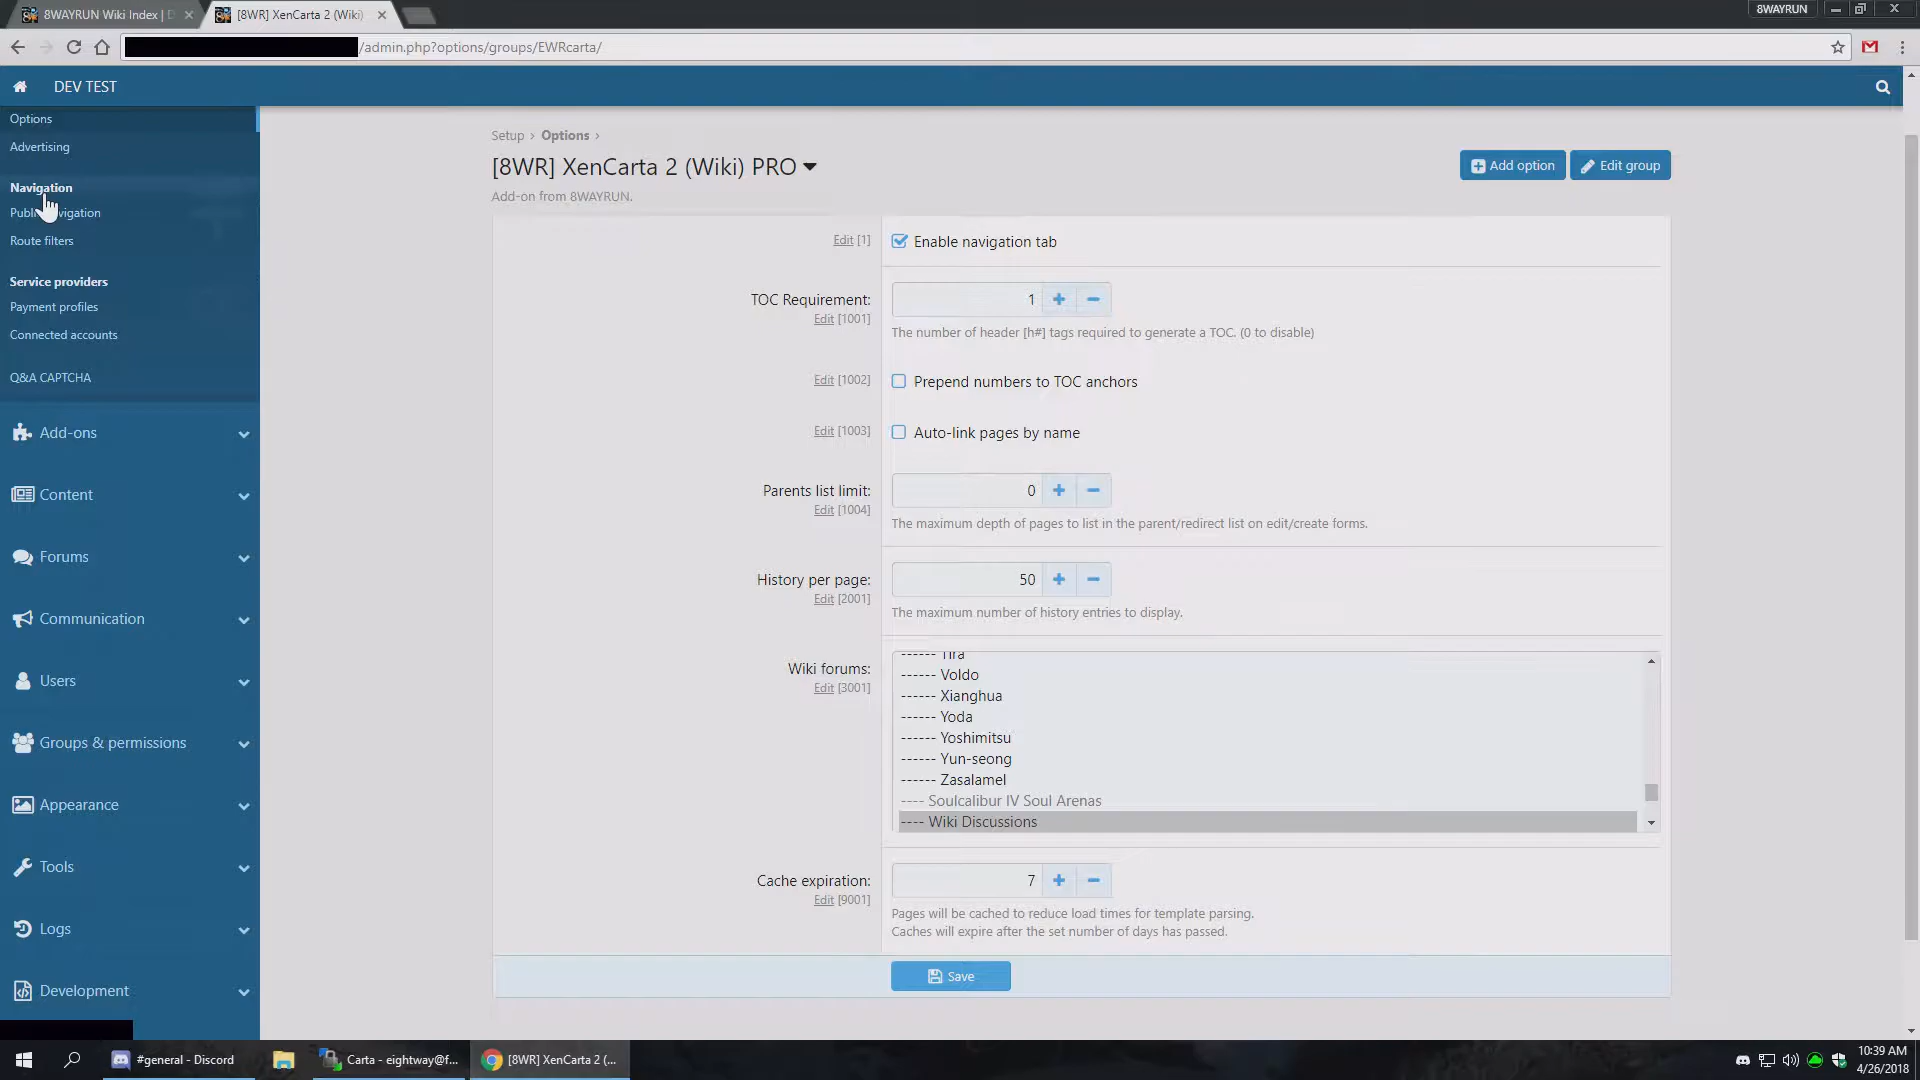 8WAYRUN Wiki Index |
[8WR] XenCarta 2 (Wiki)
8WAYRUN
/admin.php?options/groups/EWRcarta/
DEV TEST
Options
Advertising
Navigation
Public navigation
Route filters
Service providers
Payment profiles
Connected accounts
Q&A CAPTCHA
Add-ons
Content
Forums
Communication
Users
Groups & permissions
Appearance
Tools
Logs
Development
Setup › Options ›
[8WR] XenCarta 2 (Wiki) PRO
Add option
Edit group
Add-on from 8WAYRUN.
Edit [1]
Enable navigation tab
TOC Requirement:
1
Edit [1001]
The number of header [h#] tags required to generate a TOC. (0 to disable)
Edit [1002]
Prepend numbers to TOC anchors
Edit [1003]
Auto-link pages by name
Parents list limit:
0
Edit [1004]
The maximum depth of pages to list in the parent/redirect list on edit/create forms.
History per page:
50
Edit [2001]
The maximum number of history entries to display.
Wiki forums:
Edit [3001]
------ Tira
------ Voldo
------ Xianghua
------ Yoda
------ Yoshimitsu
------ Yun-seong
------ Zasalamel
---- Soulcalibur IV Soul Arenas
---- Wiki Discussions
Cache expiration:
7
Edit [9001]
Pages will be cached to reduce load times for template parsing.
Caches will expire after the set number of days has passed.
Save
#general - Discord
Carta - eightway@f...
[8WR] XenCarta 2 (...
10:39 AM
4/26/2018